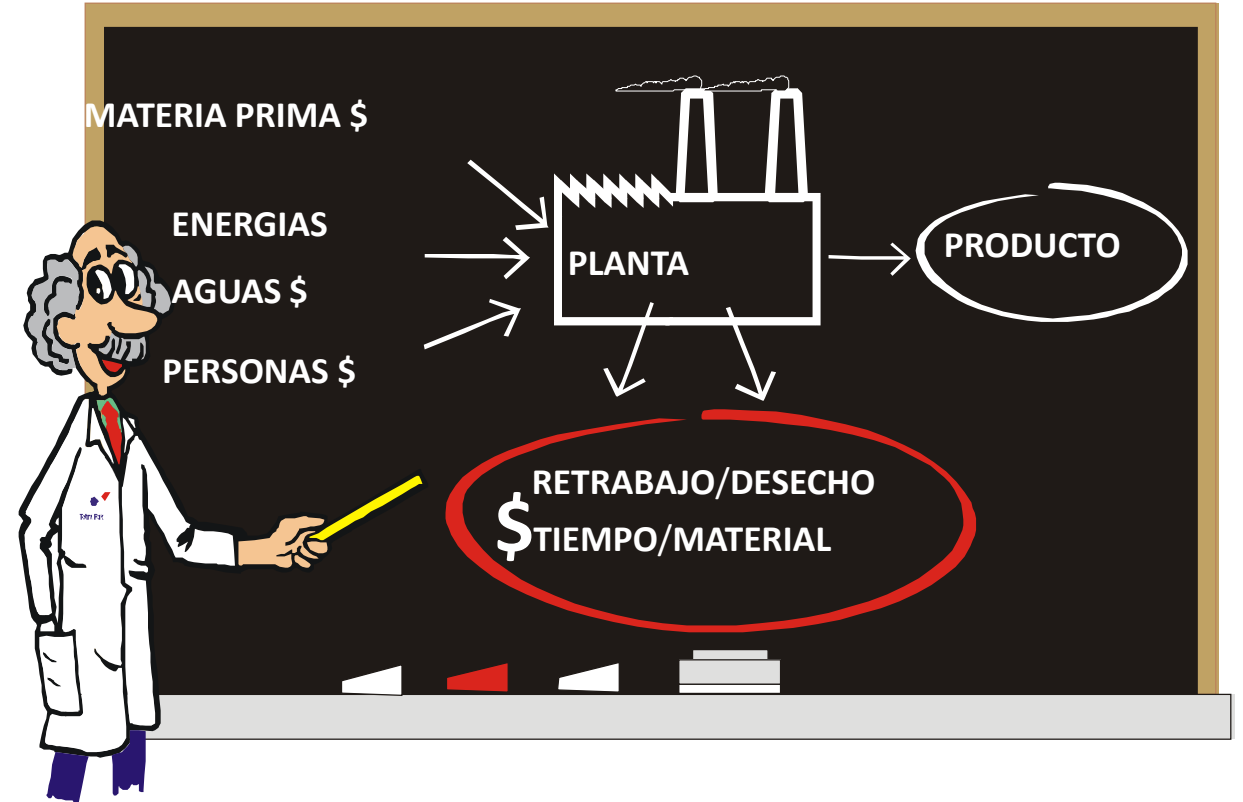 MATERIA PRIMA $
ENERGIAS
AGUAS $
PERSONAS $
PLANTA
PRODUCTO
RETRABAJO/DESECHO
$ TIEMPO/MATERIAL